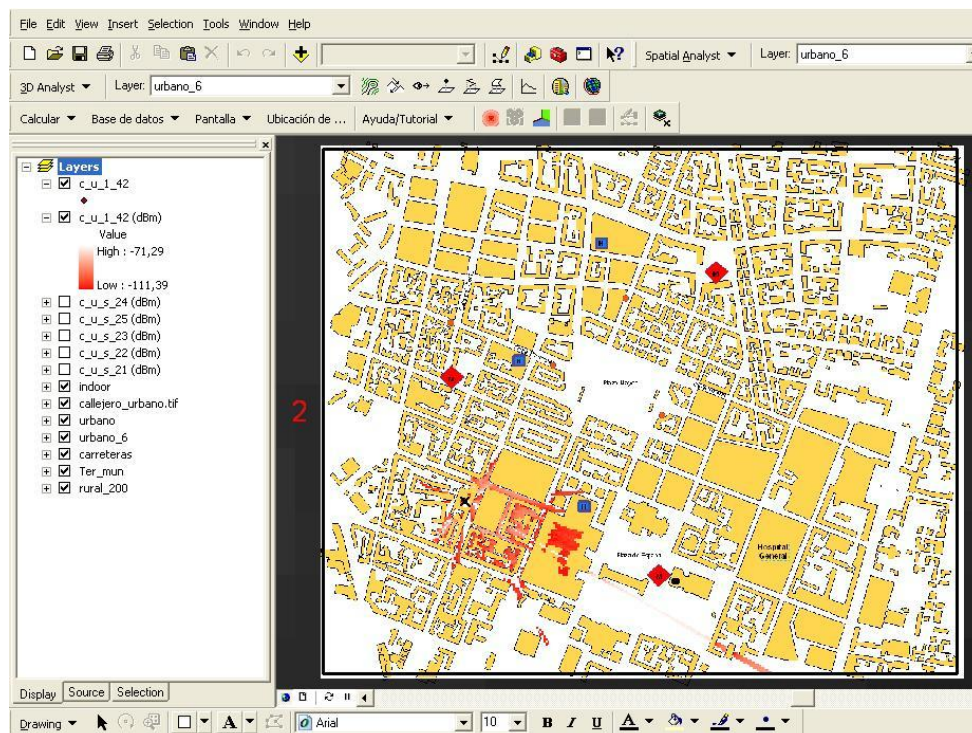 File Edit View Insert Selection Tools Window Help
Spatial Analyst Layer: urbano_6
3D Analyst Layer: urbano_6
Calcular Base de datos Pantalla Ubicación de ... Ayuda/Tutorial
Layers
c_u_1_42
c_u_1_42 (dBm)
Value
High : -71,29
Low : -111,39
c_u_s_24 (dBm)
c_u_s_25 (dBm)
c_u_s_23 (dBm)
c_u_s_22 (dBm)
c_u_s_21 (dBm)
indoor
callejero_urbano.tif
urbano
urbano_6
carreteras
Ter_mun
rural_200
2
Plaza Mayor
Hospital
General
Display Source Selection
Drawing A Arial 10 B I U A